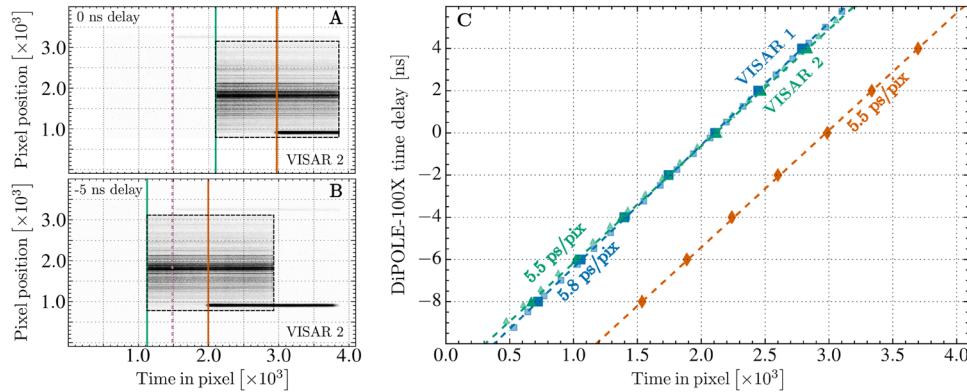 0 ns delay
A
3.0
2.0
1.0
Pixel position [×10³]
VISAR 2
-5 ns delay
B
3.0
2.0
1.0
0.0
Pixel position [×10³]
VISAR 2
1.0
2.0
3.0
4.0
Time in pixel [×10³]
C
4
2
0
−2
−4
−6
−8
DiPOLE-100X time delay [ns]
VISAR 1
VISAR 2
5.5 ps/pix
5.5 ps/pix
5.8 ps/pix
0.0
0.5
1.0
1.5
2.0
2.5
3.0
3.5
4.0
Time in pixel [×10³]